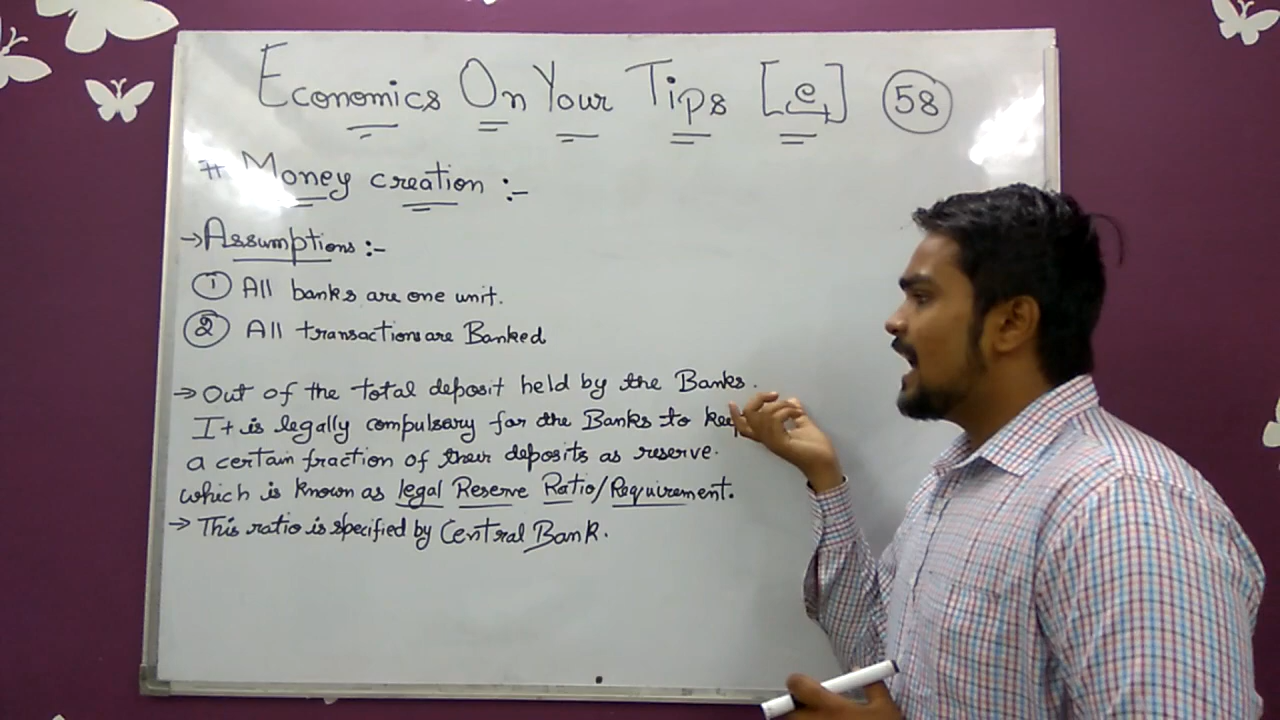 Economics On Your Tips [e] 58
# Money creation :-
→ Assumptions :-
① All banks are one unit.
② All transactions are Banked
→ Out of the total deposit held by the Banks.
It is legally compulsary for the Banks to keep
a certain fraction of their deposits as reserve.
which is known as legal Reserve Ratio/Requirement.
→ This ratio is specified by Central Bank.